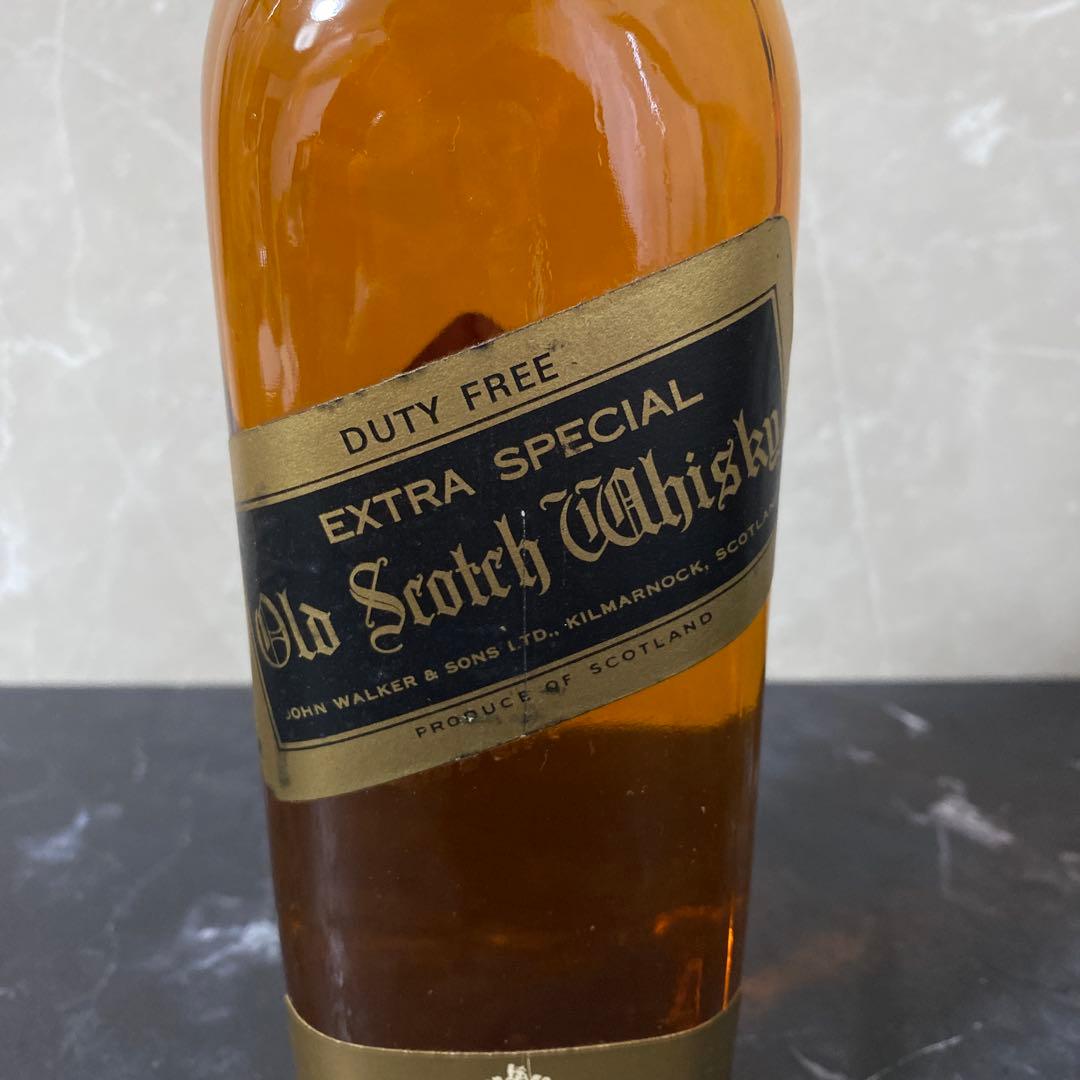 DUTY FREE
EXTRA SPECIAL
Old Scotch Whisky
JOHN WALKER & SONS LTD., KILMARNOCK, SCOTLAND
PRODUCE OF SCOTLAND